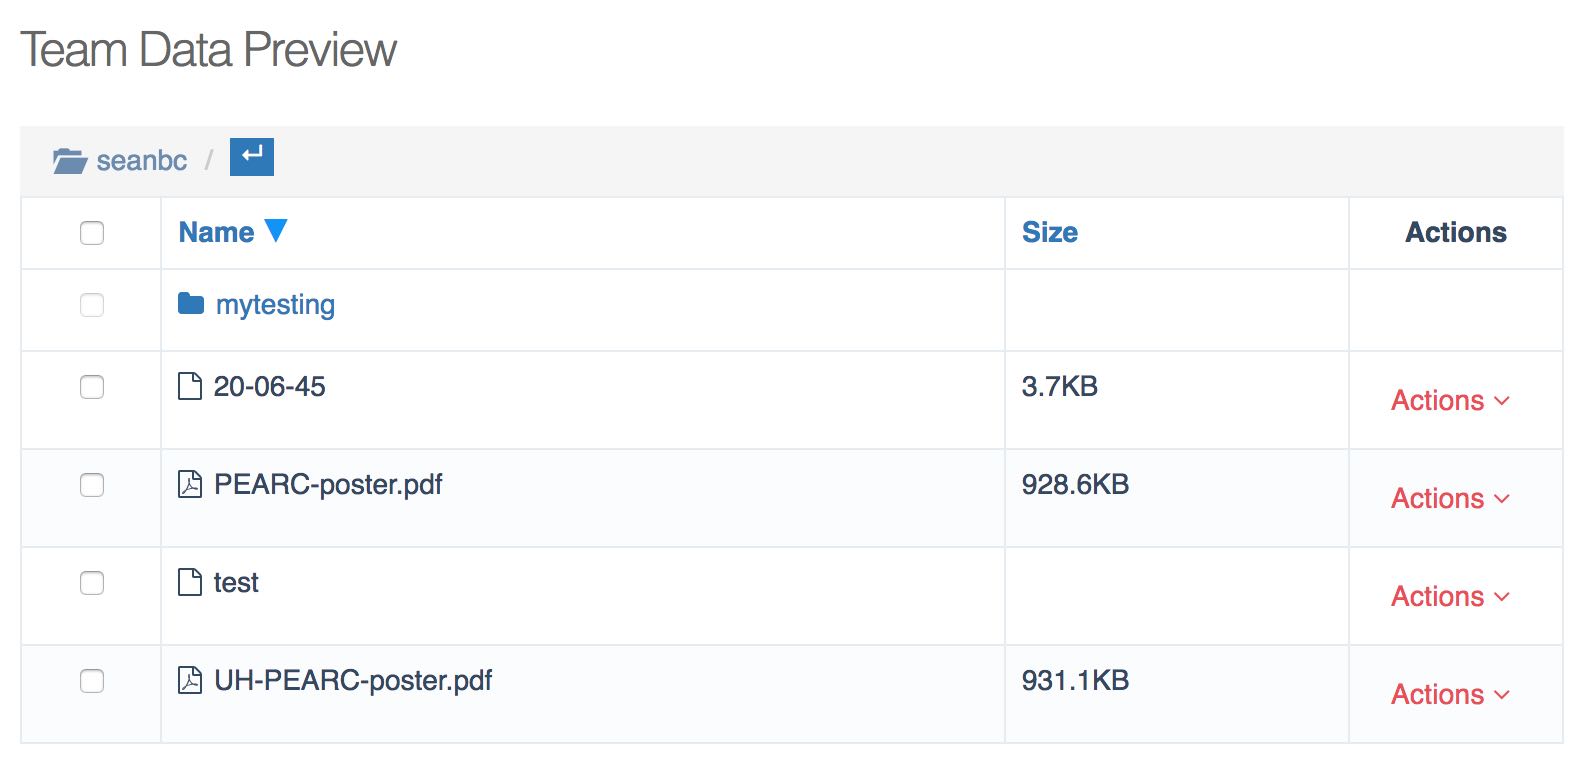 Team Data Preview
seanbc /
Name Size Actions
mytesting
20-06-45 3.7KB Actions
PEARC-poster.pdf 928.6KB Actions
test Actions
UH-PEARC-poster.pdf 931.1KB Actions